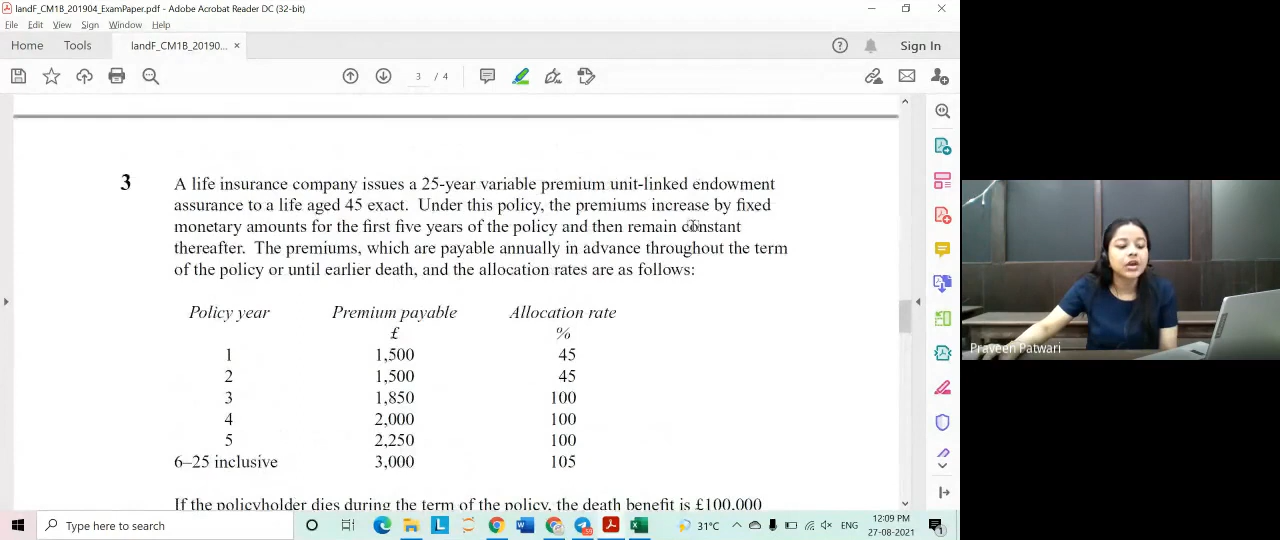 landF_CM1B_201904_ExamPaper.pdf - Adobe Acrobat Reader DC (32-bit)
File Edit View Sign Window Help
Home Tools landF_CM1B_20190... × Sign In
3 / 4
3 A life insurance company issues a 25-year variable premium unit-linked endowment
assurance to a life aged 45 exact. Under this policy, the premiums increase by fixed
monetary amounts for the first five years of the policy and then remain constant
thereafter. The premiums, which are payable annually in advance throughout the term
of the policy or until earlier death, and the allocation rates are as follows:
Policy year Premium payable Allocation rate
£ %
1 1,500 45
2 1,500 45
3 1,850 100
4 2,000 100
5 2,250 100
6–25 inclusive 3,000 105
If the policyholder dies during the term of the policy, the death benefit is £100,000
Praveen Patwari
Type here to search
31°C ENG 12:09 PM
27-08-2021